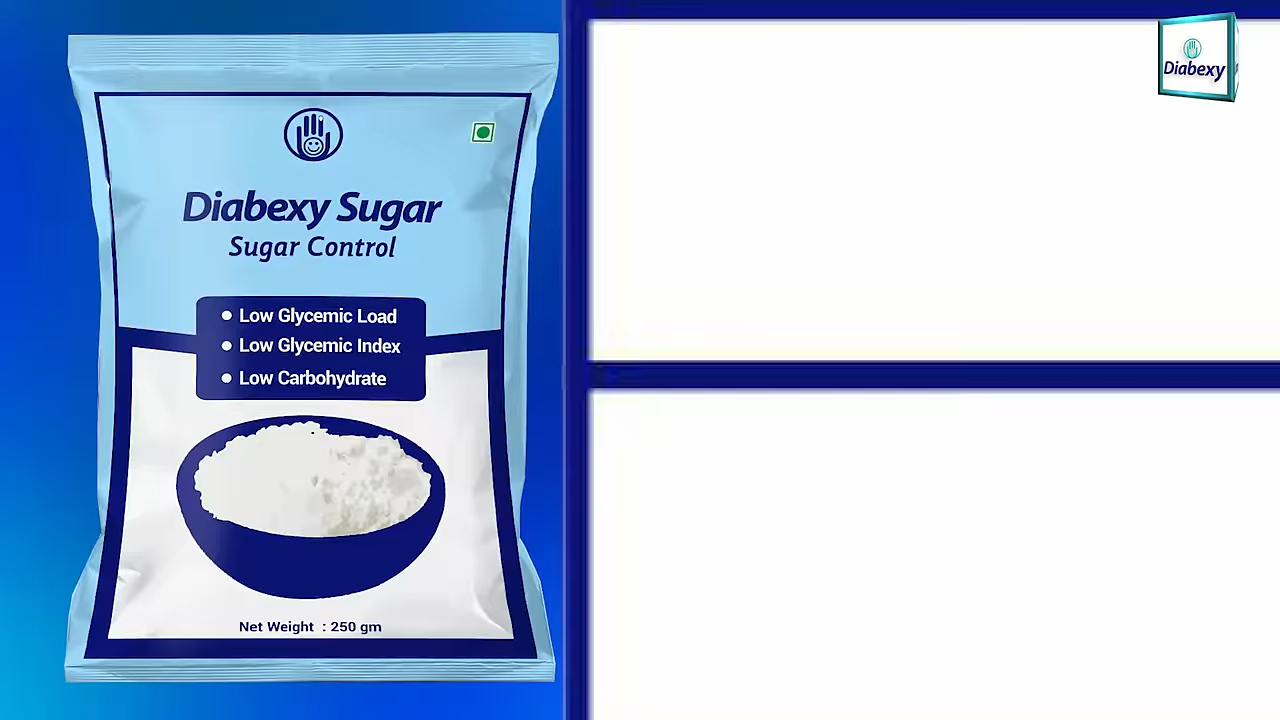 Diabexy
Diabexy Sugar
Sugar Control
• Low Glycemic Load
• Low Glycemic Index
• Low Carbohydrate
Net Weight : 250 gm